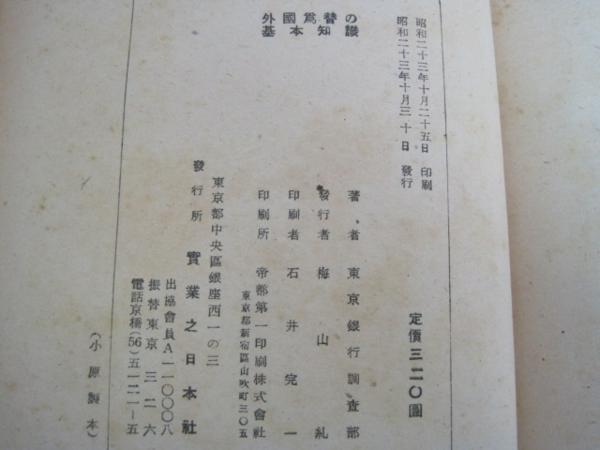 外國爲替の
基本知識
昭和二十三年十月二十五日 印刷
昭和二十三年十月三十日 發行
定價三二〇圓
著者 東京銀行調査部
發行者 梅山糺
印刷者 石井完一
印刷所 帝都第一印刷株式會社
東京都新宿區山吹町三〇五
東京都中央區銀座西一の三
發行所 實業之日本社
出協會員A一一〇〇〇八
振替東京 三二六
電話京橋(56)五一二一―五
(小原製本)